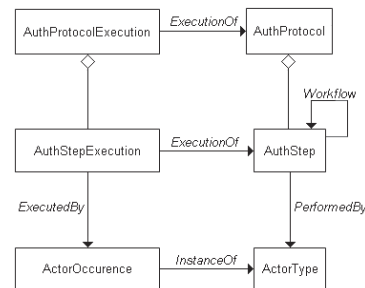 ExecutionOf
AuthProtocolExecution
AuthProtocol
Workflow
ExecutionOf
AuthStepExecution
AuthStep
ExecutedBy
PerformedBy
InstanceOf
ActorOccurence
ActorType